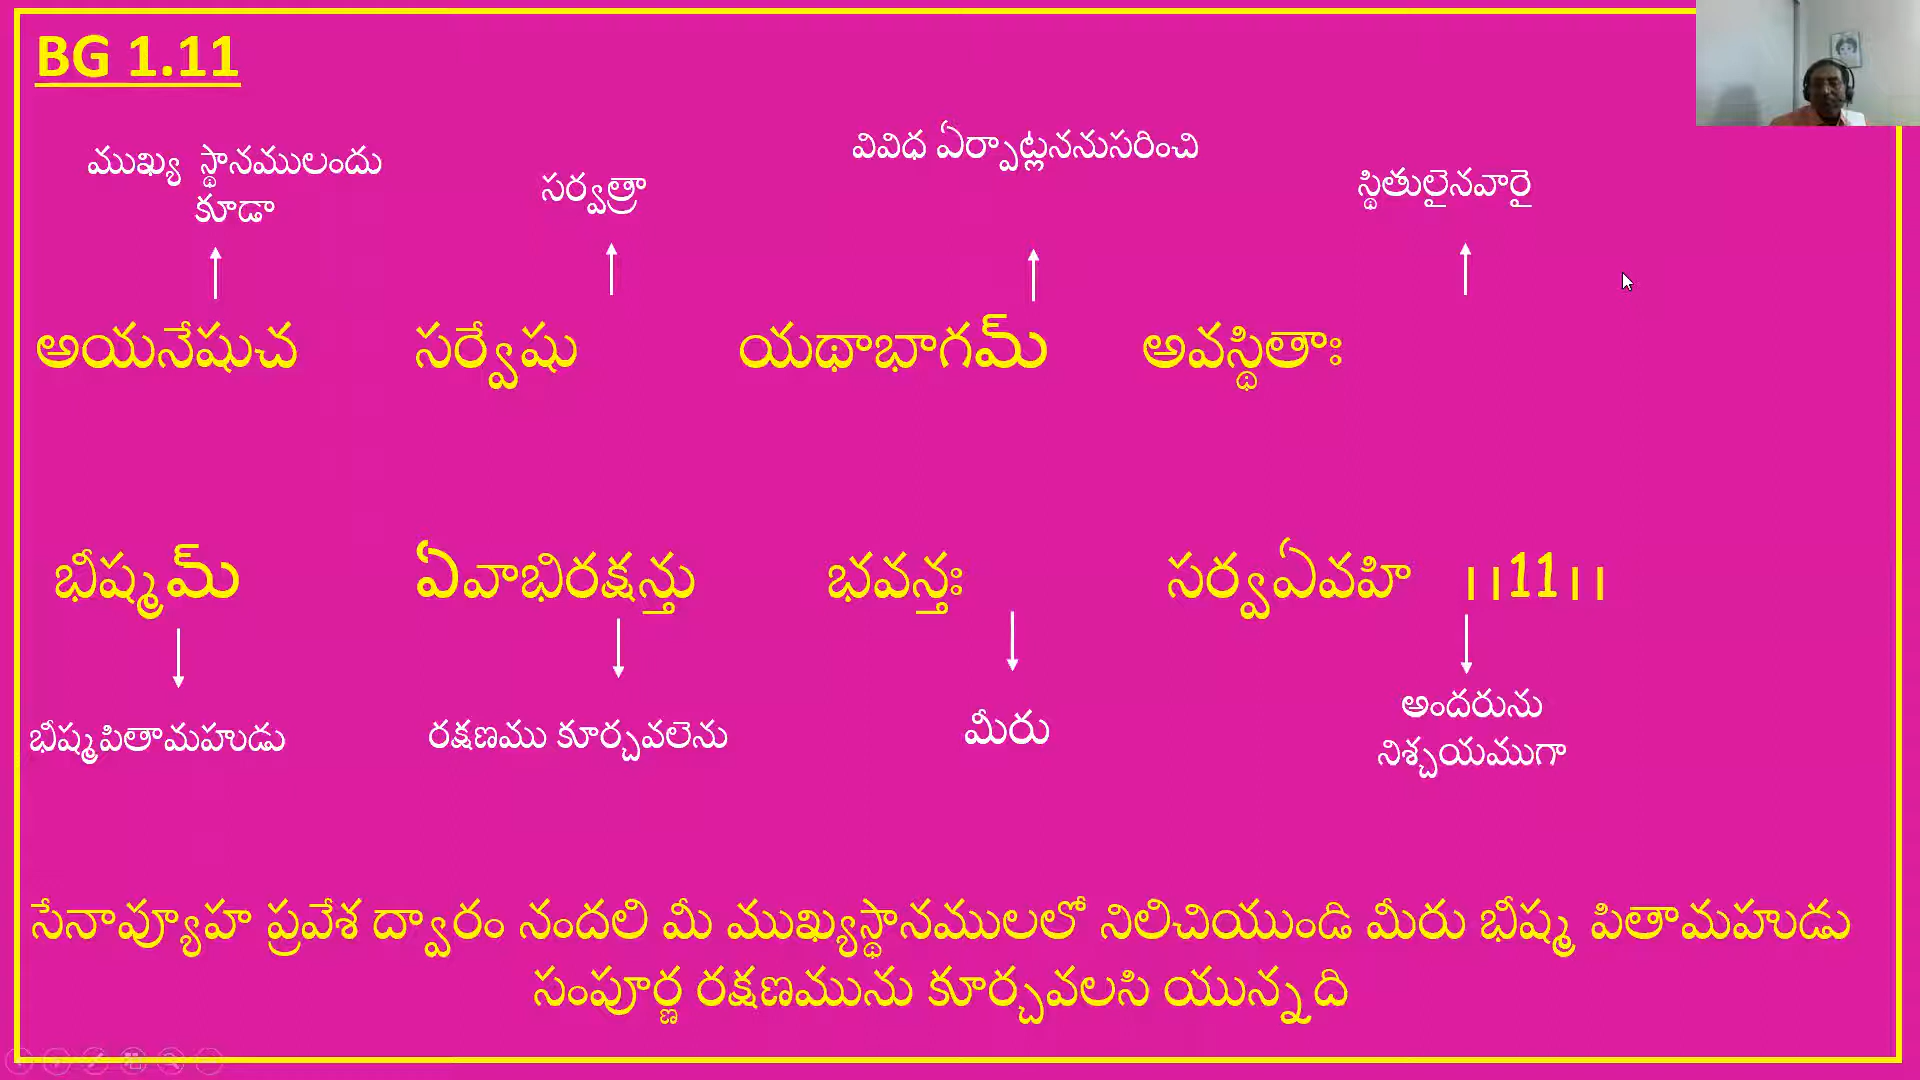 BG 1.11
ముఖ్య స్థానములందు
కూడా
సర్వత్రా
వివిధ ఏర్పాట్లననుసరించి
స్థితులైనవారై
అయనేషుచ సర్వేషు యథాభాగమ్ అవస్థితాః
భీష్మమ్ ఏవాభిరక్షన్తు భవన్తః సర్వఏవహి ।।11।।
భీష్మపితామహుడు
రక్షణము కూర్చవలెను
మీరు
అందరును
నిశ్చయముగా
సేనావ్యూహ ప్రవేశ ద్వారం నందలి మీ ముఖ్యస్థానములలో నిలిచియుండి మీరు భీష్మ పితామహుడు
సంపూర్ణ రక్షణమును కూర్చవలసి యున్నది